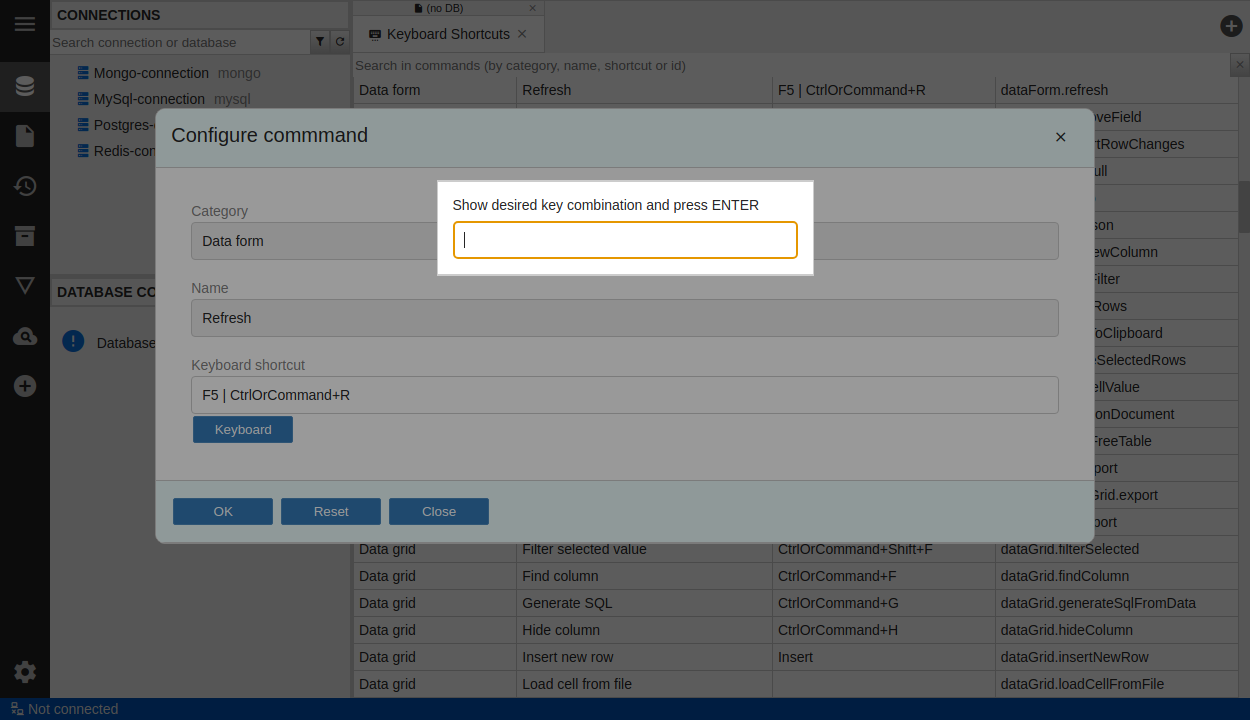 CONNECTIONS
Search connection or database
Mongo-connection mongo
MySql-connection mysql
Postgres-
Redis-con
DATABASE CO
Database
(no DB)
Keyboard Shortcuts
Search in commands (by category, name, shortcut or id)
Data form Refresh F5 | CtrlOrCommand+R dataForm.refresh
Configure commmand
Show desired key combination and press ENTER
Category
Data form
Name
Refresh
Keyboard shortcut
F5 | CtrlOrCommand+R
Keyboard
OK Reset Close
oveField
rtRowChanges
ull
son
ewColumn
Filter
Rows
ToClipboard
eSelectedRows
ellValue
onDocument
FreeTable
port
Grid.export
port
Data grid Filter selected value CtrlOrCommand+Shift+F dataGrid.filterSelected
Data grid Find column CtrlOrCommand+F dataGrid.findColumn
Data grid Generate SQL CtrlOrCommand+G dataGrid.generateSqlFromData
Data grid Hide column CtrlOrCommand+H dataGrid.hideColumn
Data grid Insert new row Insert dataGrid.insertNewRow
Data grid Load cell from file dataGrid.loadCellFromFile
Not connected